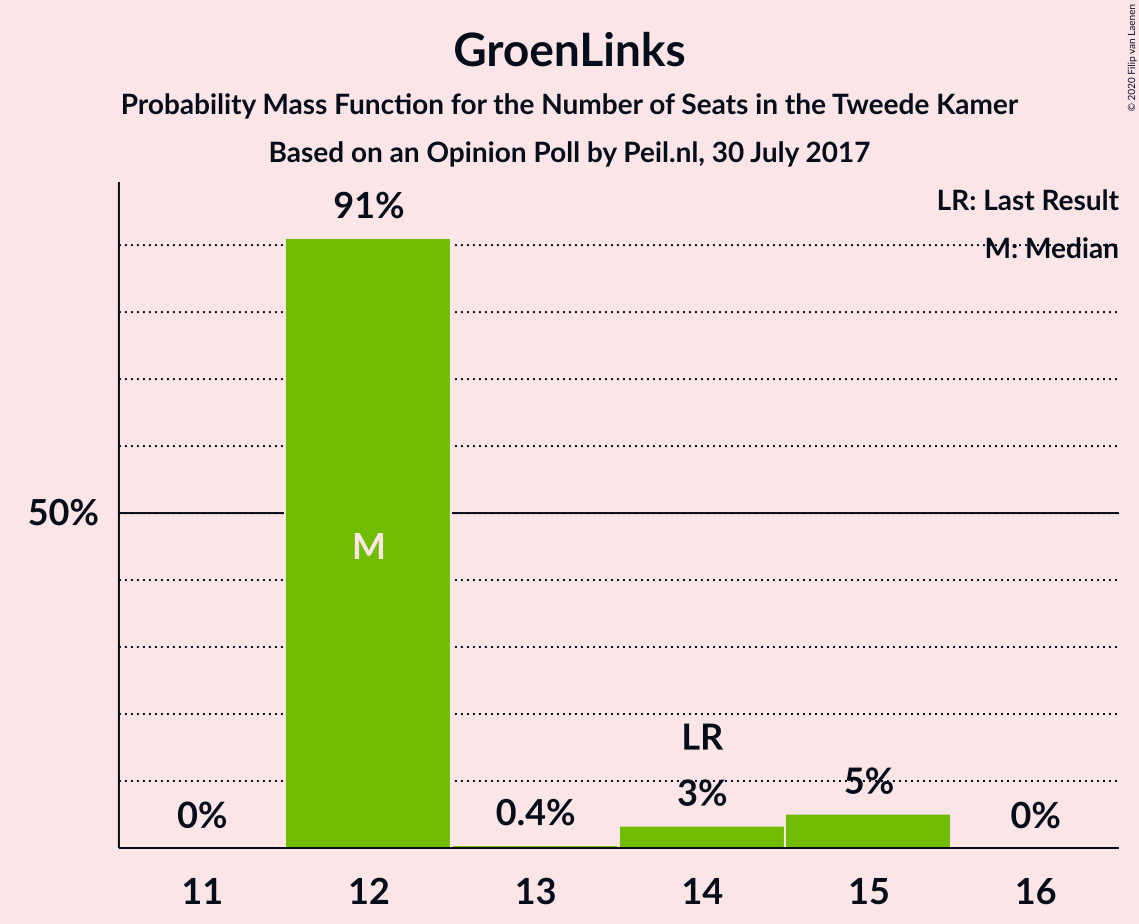 GroenLinks
Probability Mass Function for the Number of Seats in the Tweede Kamer
Based on an Opinion Poll by Peil.nl, 30 July 2017
© 2020 Filip van Laenen
LR: Last Result
M: Median
91%
50%
M
LR
0%
0.4%
3%
5%
0%
11 12 13 14 15 16